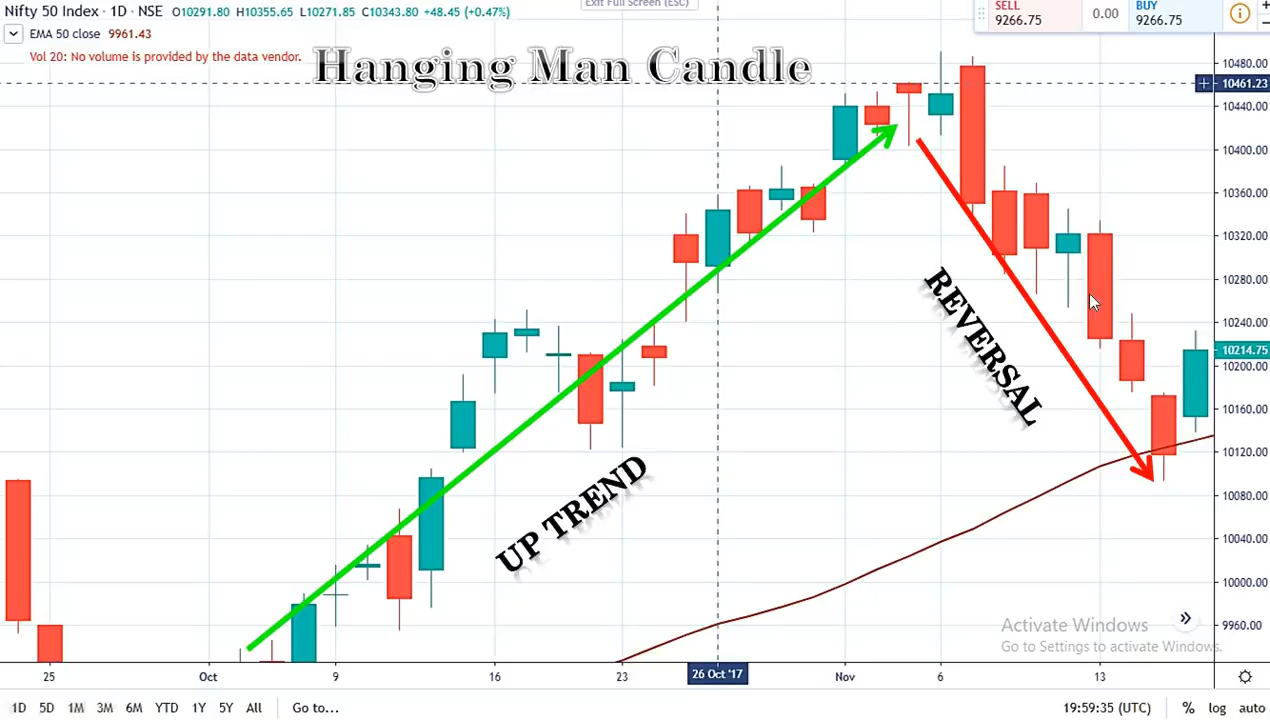 Nifty 50 Index · 1D · NSE O10291.80 H10355.65 L10271.85 C10343.80 +48.45 (+0.47%)
Exit Full Screen (ESC)
SELL
9266.75
0.00
BUY
9266.75
EMA 50 close 9961.43
Vol 20: No volume is provided by the data vendor.
Hanging Man Candle
10480.00
10461.23
10440.00
10400.00
10360.00
10320.00
10280.00
10240.00
10214.75
10200.00
10160.00
10120.00
10080.00
10040.00
10000.00
9960.00
REVERSAL
UP TREND
Activate Windows
Go to Settings to activate Windows.
25 Oct 9 16 23 26 Oct '17 Nov 6 13
1D 5D 1M 3M 6M YTD 1Y 5Y All Go to... 19:59:35 (UTC) % log auto